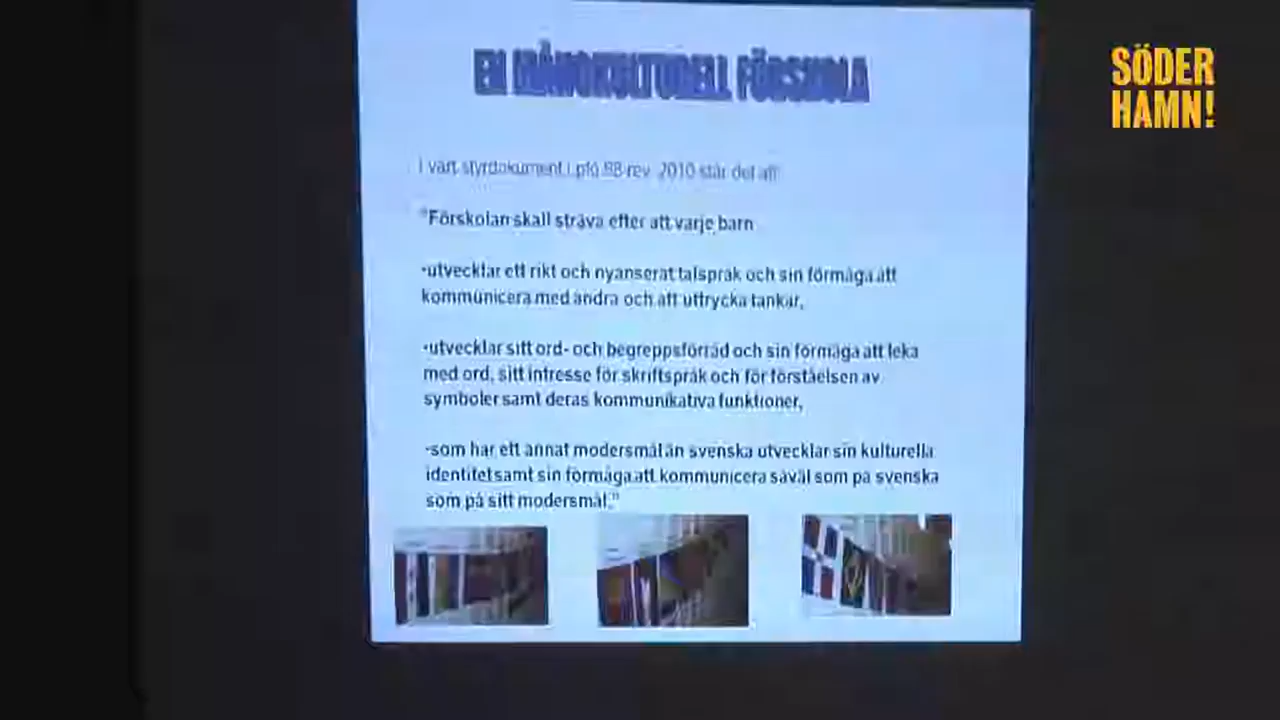 EN MÅNGKULTURELL FÖRSKOLA
SÖDER
HAMN!
I vårt styrdokument Lpfö 98 rev. 2010 står det att
"Förskolan skall sträva efter att varje barn
-utvecklar ett rikt och nyanserat talspråk och sin förmåga att
kommunicera med andra och att uttrycka tankar,
-utvecklar sitt ord- och begreppsförråd och sin förmåga att leka
med ord, sitt intresse för skriftspråk och för förståelsen av
symboler samt deras kommunikativa funktioner,
-som har ett annat modersmål än svenska utvecklar sin kulturella
identitet samt sin förmåga att kommunicera såväl som på svenska
som på sitt modersmål."